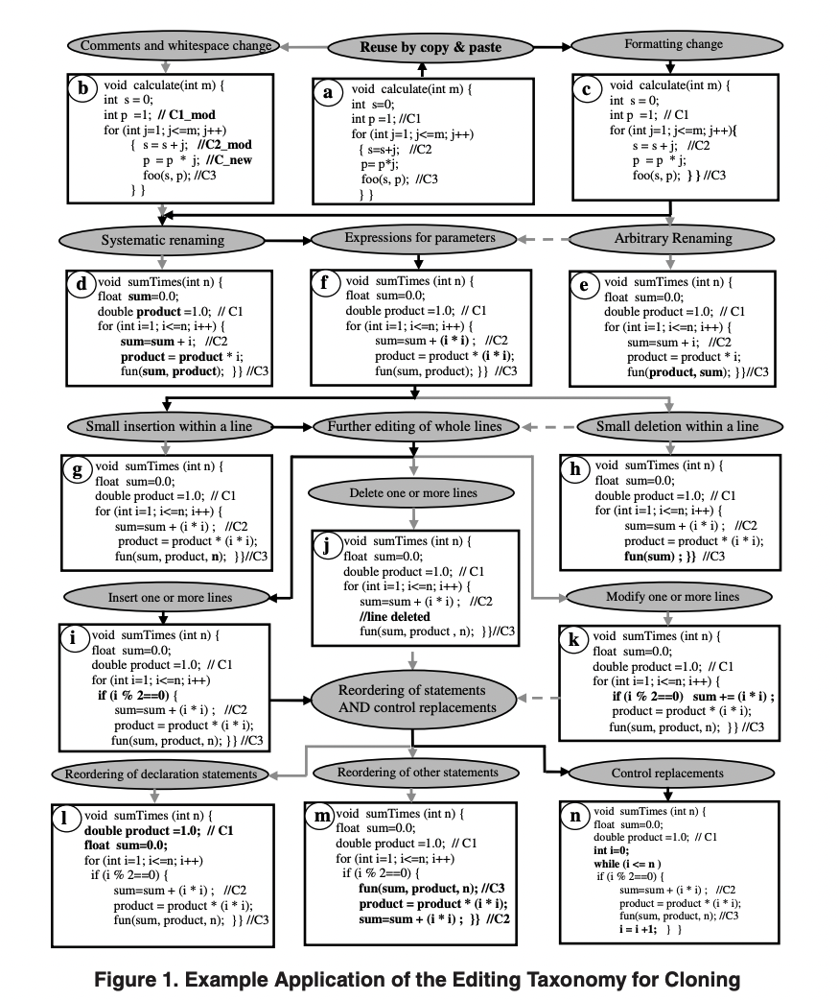 Comments and whitespace change
Reuse by copy & paste
Formatting change
b
void calculate(int m) {
int s = 0;
int p =1; // C1_mod
for (int j=1; j<=m; j++)
{ s = s + j; //C2_mod
p = p * j; //C_new
foo(s, p); //C3
} }
a
void calculate(int m) {
int s=0;
int p =1; //C1
for (int j=1; j<=m; j++)
{ s=s+j; //C2
p= p*j;
foo(s, p); //C3
} }
c
void calculate(int m) {
int s = 0;
int p =1; // C1
for (int j=1; j<=m; j++){
s = s + j; //C2
p = p * j;
foo(s, p); } } //C3
Systematic renaming
Expressions for parameters
Arbitrary Renaming
d
void sumTimes(int n) {
float sum=0.0;
double product =1.0; // C1
for (int i=1; i<=n; i++) {
sum=sum + i; //C2
product = product * i;
fun(sum, product); }} //C3
f
void sumTimes (int n) {
float sum=0.0;
double product =1.0; // C1
for (int i=1; i<=n; i++) {
sum=sum + (i * i) ; //C2
product = product * (i * i);
fun(sum, product); }} //C3
e
void sumTimes (int n) {
float sum=0.0;
double product =1.0; // C1
for (int i=1; i<=n; i++) {
sum=sum + i; //C2
product = product * i;
fun(product, sum); }}//C3
Small insertion within a line
Further editing of whole lines
Small deletion within a line
g
void sumTimes (int n) {
float sum=0.0;
double product =1.0; // C1
for (int i=1; i<=n; i++) {
sum=sum + (i * i) ; //C2
product = product * (i * i);
fun(sum, product, n); }}//C3
h
void sumTimes (int n) {
float sum=0.0;
double product =1.0; // C1
for (int i=1; i<=n; i++) {
sum=sum + (i * i) ; //C2
product = product * (i * i);
fun(sum) ; }} //C3
Delete one or more lines
j
void sumTimes (int n) {
float sum=0.0;
double product =1.0; // C1
for (int i=1; i<=n; i++) {
sum=sum + (i * i) ; //C2
//line deleted
fun(sum, product , n); }}//C3
Insert one or more lines
Modify one or more lines
i
void sumTimes (int n) {
float sum=0.0;
double product =1.0; // C1
for (int i=1; i<=n; i++)
if (i % 2==0) {
sum=sum + (i * i) ; //C2
product = product * (i * i);
fun(sum, product, n); }} //C3
k
void sumTimes (int n) {
float sum=0.0;
double product =1.0; // C1
for (int i=1; i<=n; i++) {
if (i % 2==0) sum += (i * i) ;
product = product * (i * i);
fun(sum, product, n); }} //C3
Reordering of statements
AND control replacements
Reordering of declaration statements
Reordering of other statements
Control replacements
l
void sumTimes (int n) {
double product =1.0; // C1
float sum=0.0;
for (int i=1; i<=n; i++)
if (i % 2==0) {
sum=sum + (i * i) ; //C2
product = product * (i * i);
fun(sum, product, n); }} //C3
m
void sumTimes (int n) {
float sum=0.0;
double product =1.0; // C1
for (int i=1; i<=n; i++)
if (i % 2==0) {
fun(sum, product, n); //C3
product = product * (i * i);
sum=sum + (i * i) ; }} //C2
n
void sumTimes (int n) {
float sum=0.0;
double product =1.0; // C1
int i=0;
while (i <= n )
if (i % 2==0) {
sum=sum + (i * i) ; //C2
product = product * (i * i);
fun(sum, product, n); //C3
i = i +1; } }
Figure 1. Example Application of the Editing Taxonomy for Cloning